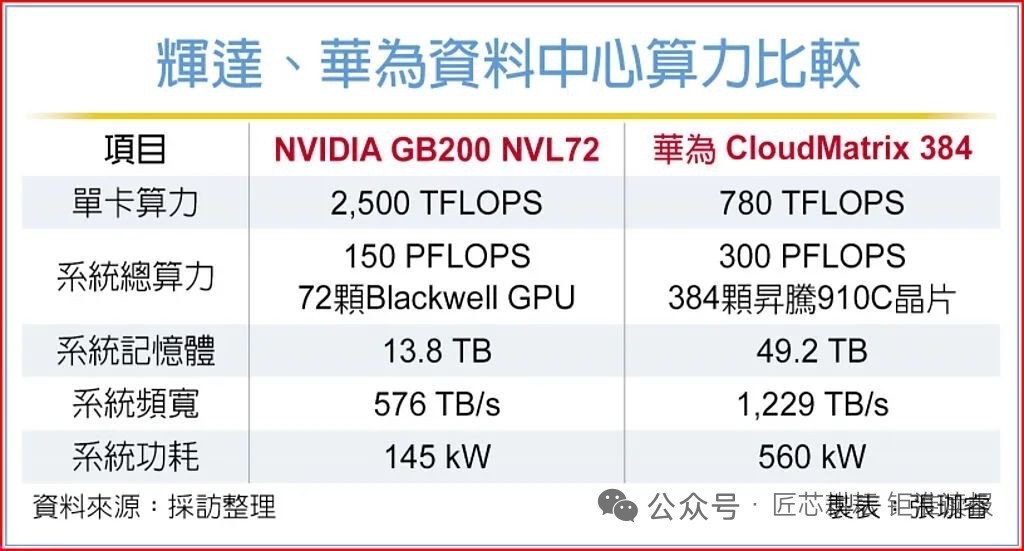 輝達、華為資料中心算力比較
項目 NVIDIA GB200 NVL72 華為 CloudMatrix 384
單卡算力 2,500 TFLOPS 780 TFLOPS
系統總算力 150 PFLOPS 300 PFLOPS
72顆Blackwell GPU 384顆昇騰910C晶片
系統記憶體 13.8 TB 49.2 TB
系統頻寬 576 TB/s 1,229 TB/s
系統功耗 145 kW 560 kW
資料來源：採訪整理 製表：張珈睿
公众号 · 匠芯